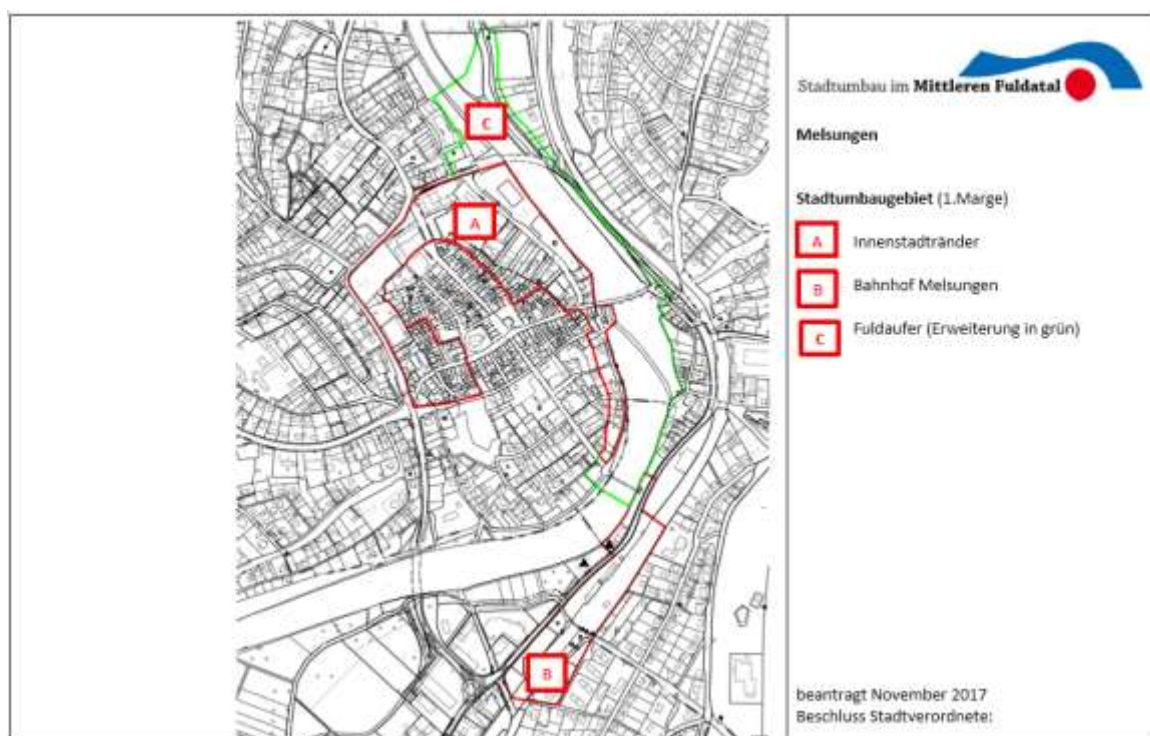 C
A
B
Stadtumbau im Mittleren Fuldatal
Melsungen
Stadtumbaugebiet (1.Marge)
A Innenstadtränder
B Bahnhof Melsungen
C Fuldaufer (Erweiterung in grün)
beantragt November 2017
Beschluss Stadtverordnete: